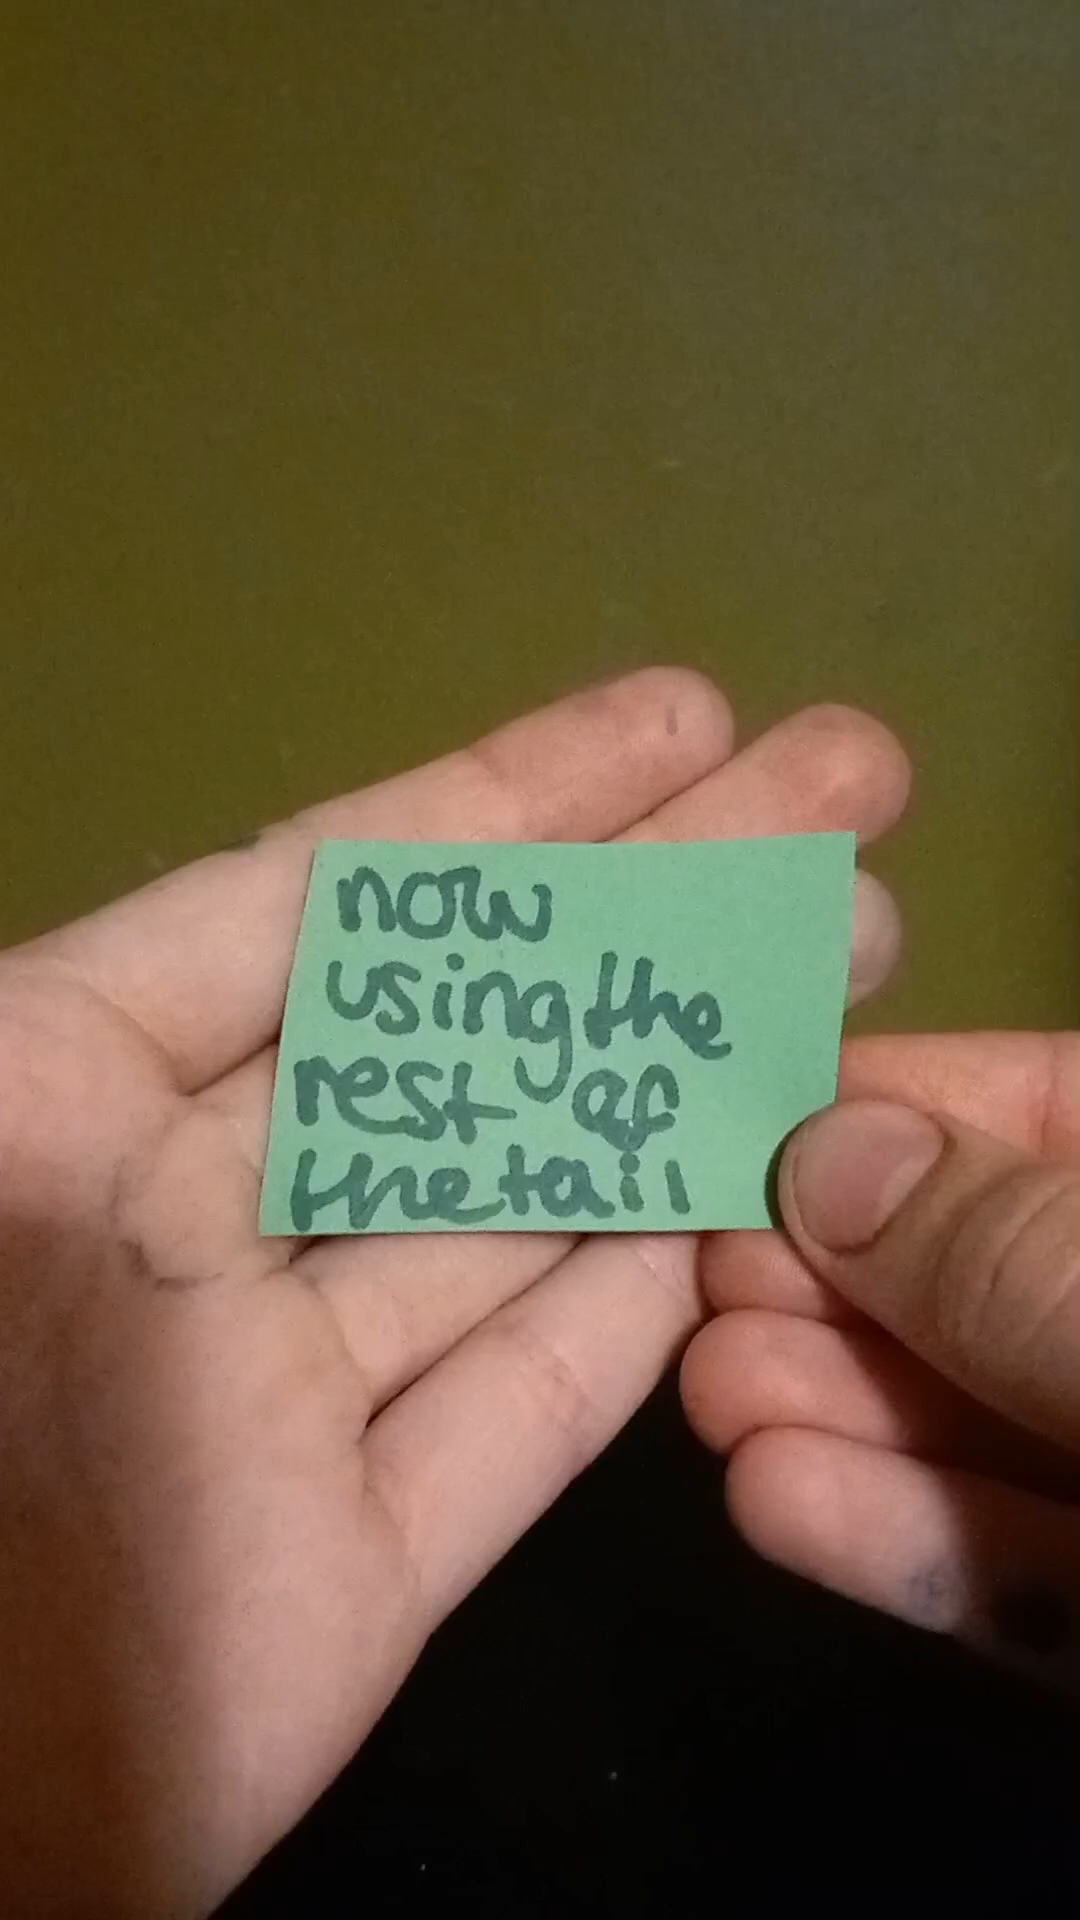 now
using the
rest of
the tail